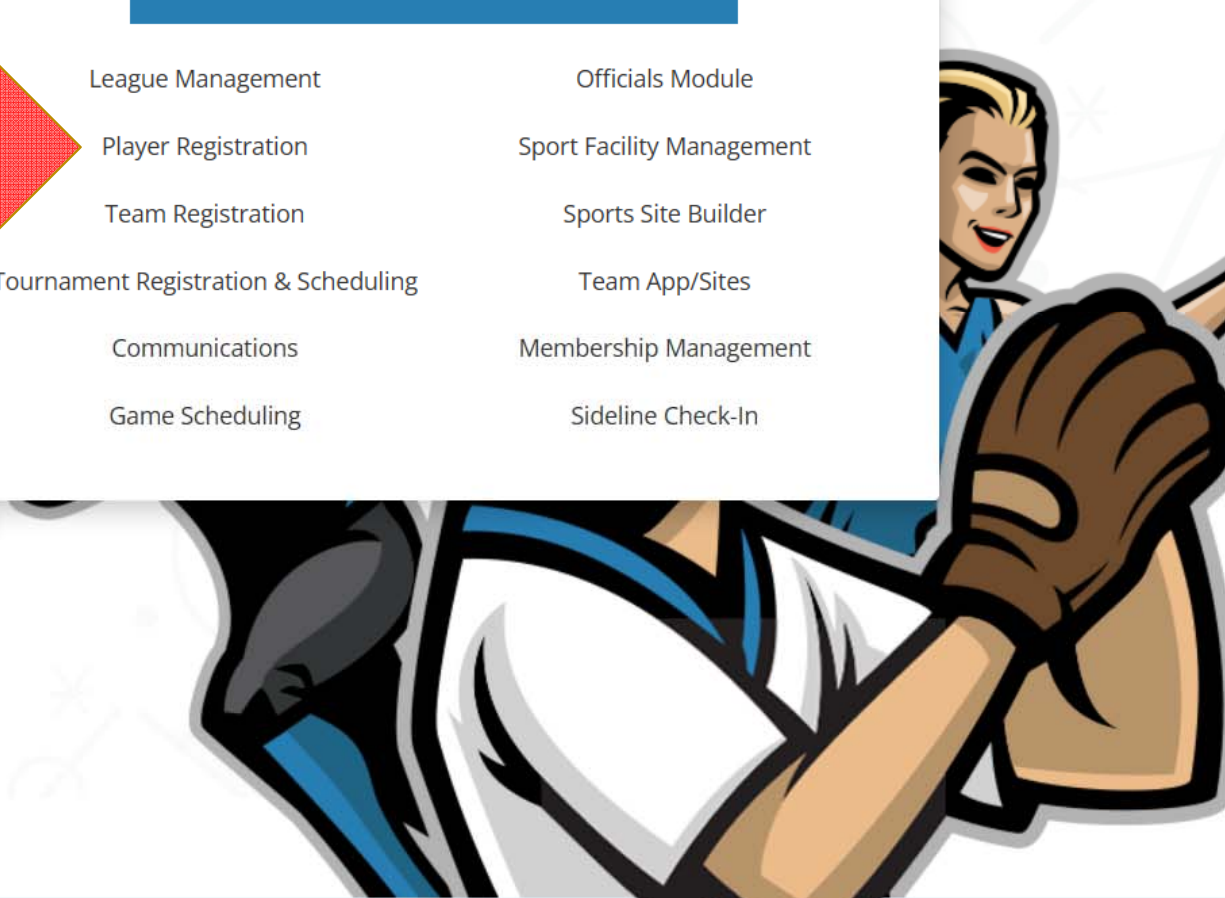 League Management
Player Registration
Team Registration
Tournament Registration & Scheduling
Communications
Game Scheduling
Officials Module
Sport Facility Management
Sports Site Builder
Team App/Sites
Membership Management
Sideline Check-In